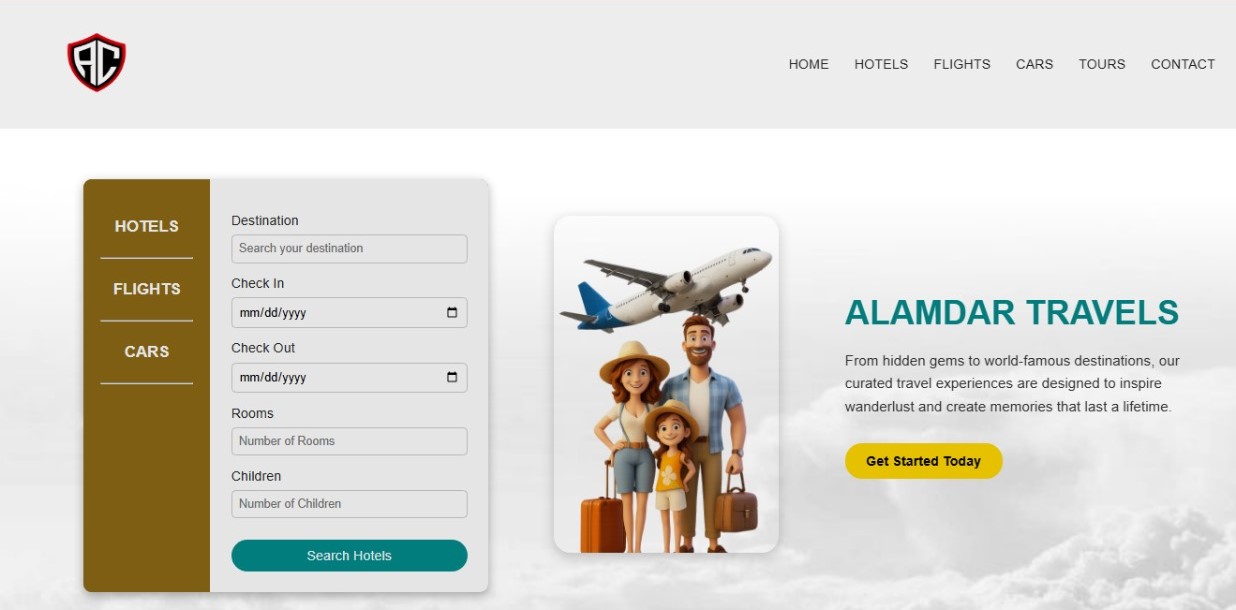 AC
HOME HOTELS FLIGHTS CARS TOURS CONTACT
HOTELS
FLIGHTS
CARS
Destination
Search your destination
Check In
mm/dd/yyyy
Check Out
mm/dd/yyyy
Rooms
Number of Rooms
Children
Number of Children
Search Hotels
ALAMDAR TRAVELS
From hidden gems to world-famous destinations, our
curated travel experiences are designed to inspire
wanderlust and create memories that last a lifetime.
Get Started Today